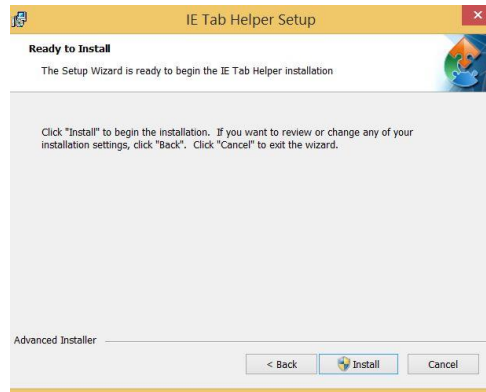 IE Tab Helper Setup
Ready to Install
The Setup Wizard is ready to begin the IE Tab Helper installation
Click "Install" to begin the installation. If you want to review or change any of your
installation settings, click "Back". Click "Cancel" to exit the wizard.
Advanced Installer
< Back Install Cancel